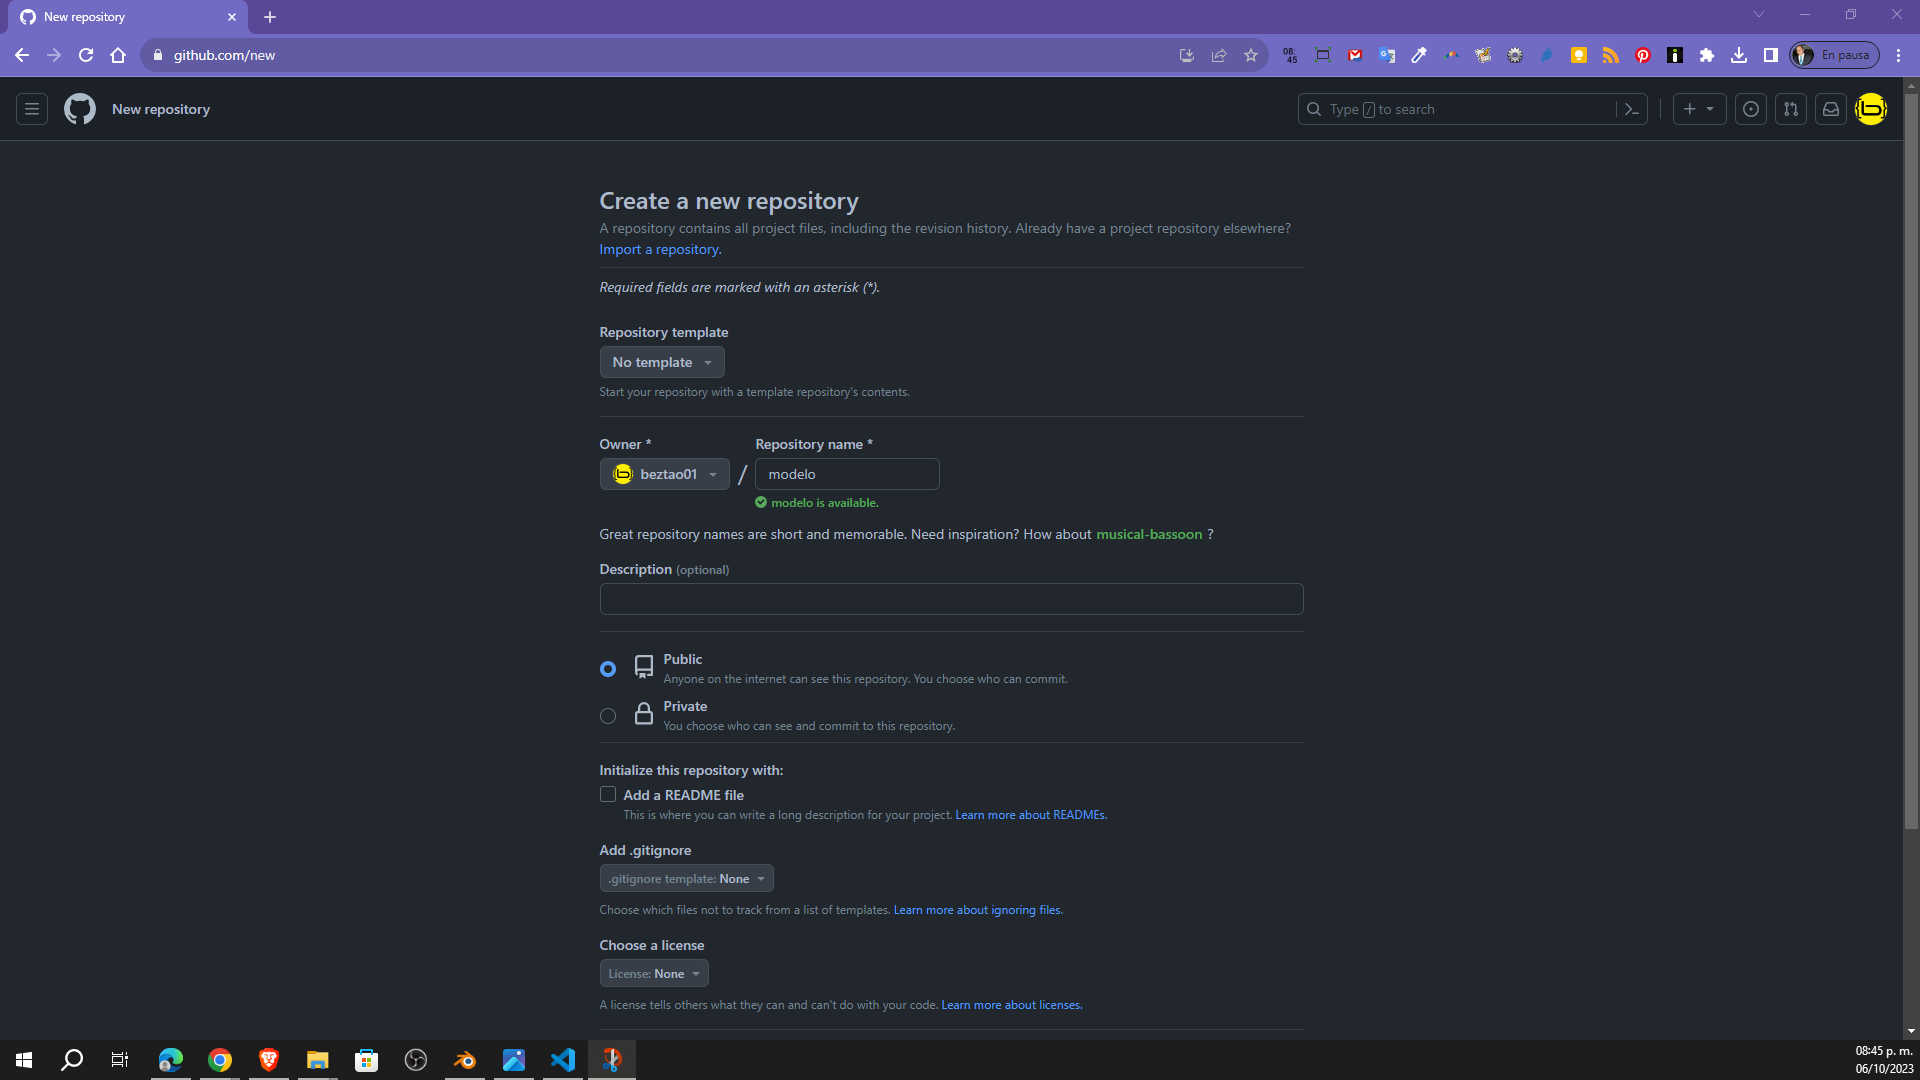 New repository
github.com/new
08:
45
En pausa
New repository
Type / to search
Create a new repository
A repository contains all project files, including the revision history. Already have a project repository elsewhere?
Import a repository.
Required fields are marked with an asterisk (*).
Repository template
No template
Start your repository with a template repository's contents.
Owner * Repository name *
beztao01 / modelo
modelo is available.
Great repository names are short and memorable. Need inspiration? How about musical-bassoon ?
Description (optional)
Public
Anyone on the internet can see this repository. You choose who can commit.
Private
You choose who can see and commit to this repository.
Initialize this repository with:
Add a README file
This is where you can write a long description for your project. Learn more about READMEs.
Add .gitignore
.gitignore template: None
Choose which files not to track from a list of templates. Learn more about ignoring files.
Choose a license
License: None
A license tells others what they can and can't do with your code. Learn more about licenses.
08:45 p. m.
06/10/2023